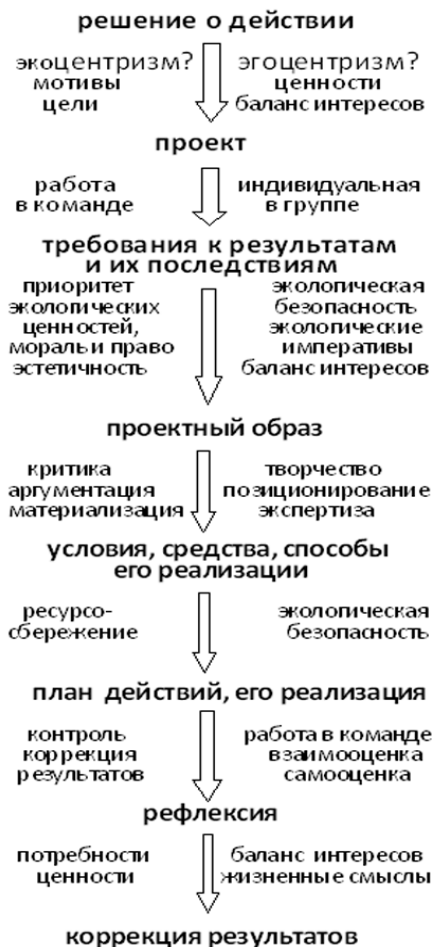 решение о действии
экоцентризм? эгоцентризм?
мотивы ценности
цели баланс интересов
проект
работа индивидуальная
в команде в группе
требования к результатам
и их последствиям
приоритет экологическая
экологических безопасность
ценностей, экологические
мораль и право императивы
эстетичность баланс интересов
проектный образ
критика творчество
аргументация позиционирование
материализация экспертиза
условия, средства, способы
его реализации
ресурсо- экологическая
сбережение безопасность
план действий, его реализация
контроль работа в команде
коррекция взаимооценка
результатов самооценка
рефлексия
потребности баланс интересов
ценности жизненные смыслы
коррекция результатов